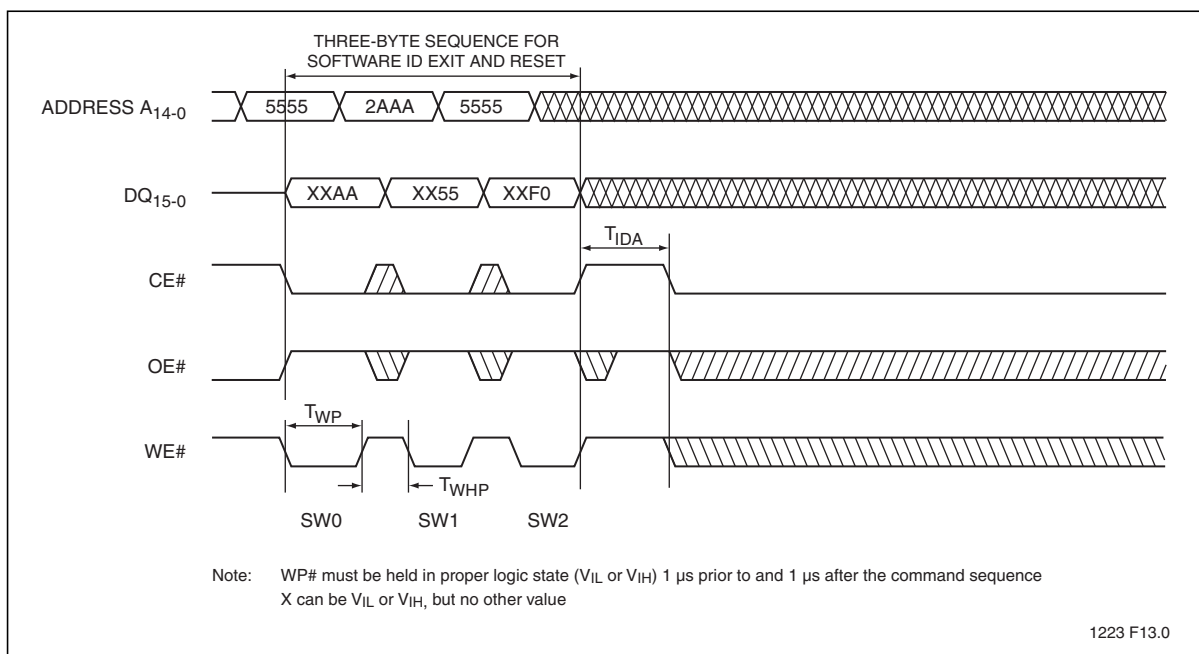 THREE-BYTE SEQUENCE FOR
SOFTWARE ID EXIT AND RESET
ADDRESS A14-0
5555 2AAA 5555
DQ15-0
XXAA XX55 XXF0
TIDA
CE#
OE#
TWP
WE#
TWHP
SW0 SW1 SW2
Note: WP# must be held in proper logic state (VIL or VIH) 1 µs prior to and 1 µs after the command sequence
X can be VIL or VIH, but no other value
1223 F13.0